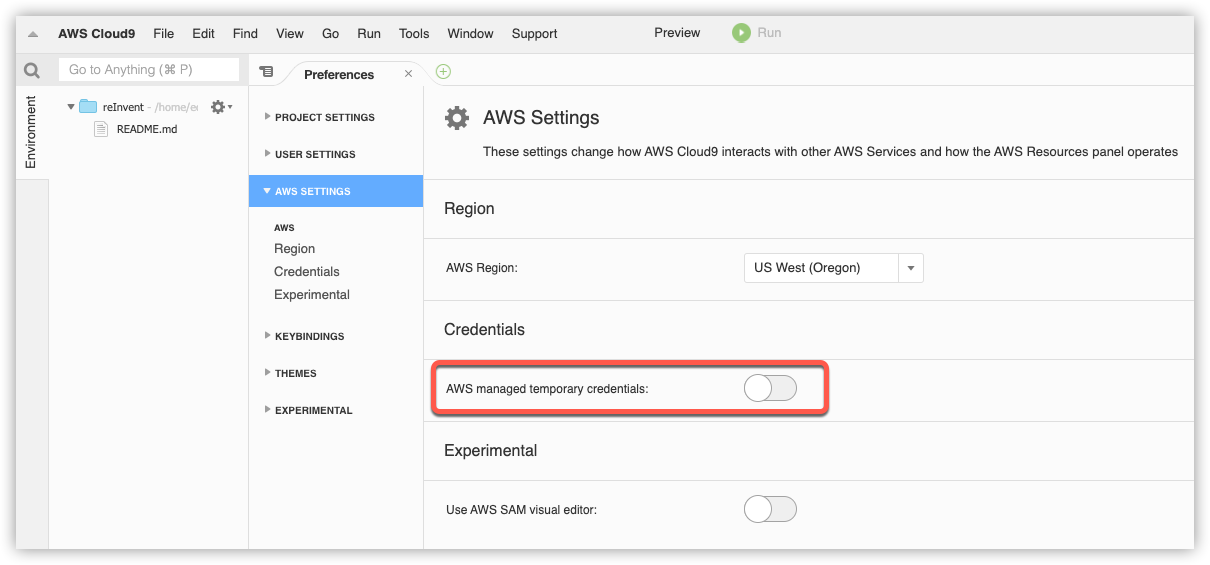 AWS Cloud9 File Edit Find View Go Run Tools Window Support Preview Run
Go to Anything (⌘ P)
Preferences
Environment
reInvent - /home/ec
README.md
PROJECT SETTINGS
USER SETTINGS
AWS SETTINGS
AWS
Region
Credentials
Experimental
KEYBINDINGS
THEMES
EXPERIMENTAL
AWS Settings
These settings change how AWS Cloud9 interacts with other AWS Services and how the AWS Resources panel operates
Region
AWS Region: US West (Oregon)
Credentials
AWS managed temporary credentials:
Experimental
Use AWS SAM visual editor: